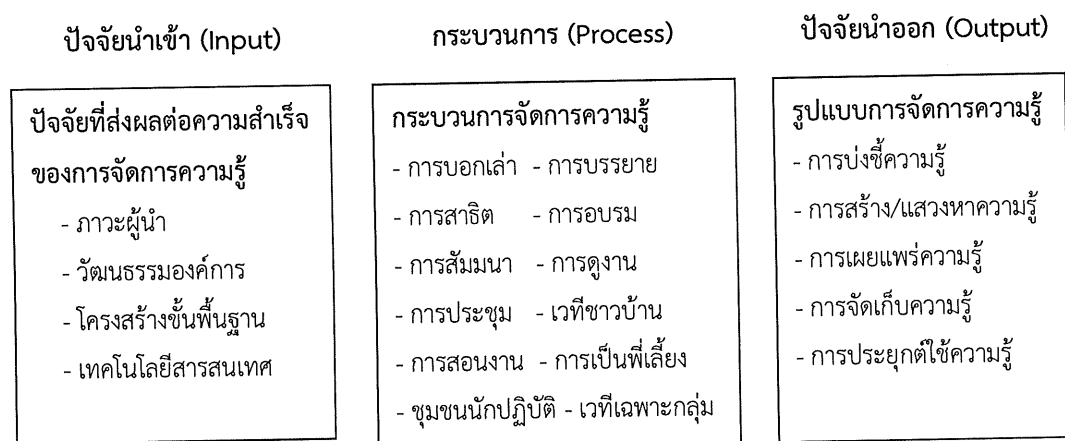 ปัจจัยนำเข้า (Input)
ปัจจัยที่ส่งผลต่อความสำเร็จ
ของการจัดการความรู้
- ภาวะผู้นำ
- วัฒนธรรมองค์การ
- โครงสร้างขั้นพื้นฐาน
- เทคโนโลยีสารสนเทศ
กระบวนการ (Process)
กระบวนการจัดการความรู้
- การบอกเล่า - การบรรยาย
- การสาธิต - การอบรม
- การสัมมนา - การดูงาน
- การประชุม - เวทีชาวบ้าน
- การสอนงาน - การเป็นพี่เลี้ยง
- ชุมชนนักปฏิบัติ - เวทีเฉพาะกลุ่ม
ปัจจัยนำออก (Output)
รูปแบบการจัดการความรู้
- การบ่งชี้ความรู้
- การสร้าง/แสวงหาความรู้
- การเผยแพร่ความรู้
- การจัดเก็บความรู้
- การประยุกต์ใช้ความรู้